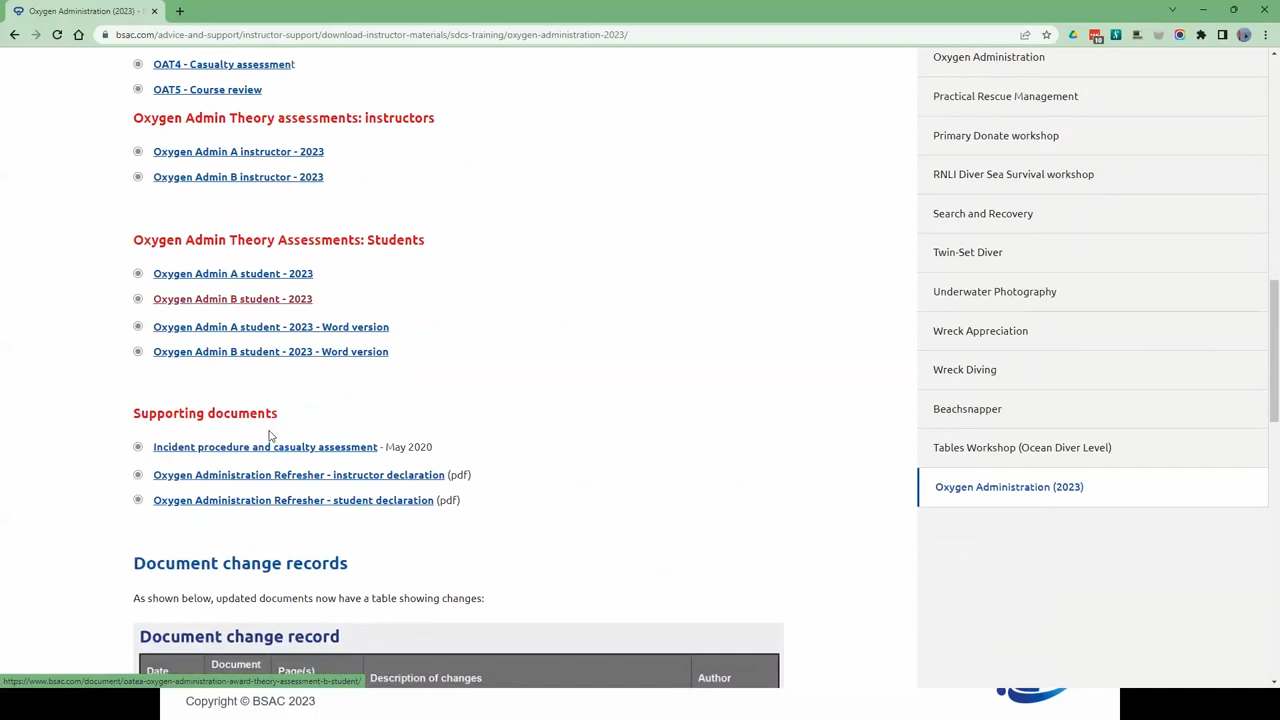 Oxygen Administration (2023) -
bsac.com/advice-and-support/instructor-support/download-instructor-materials/sdcs-training/oxygen-administration-2023/
10
OAT4 - Casualty assessment
OAT5 - Course review
Oxygen Admin Theory assessments: instructors
Oxygen Admin A instructor - 2023
Oxygen Admin B instructor - 2023
Oxygen Admin Theory Assessments: Students
Oxygen Admin A student - 2023
Oxygen Admin B student - 2023
Oxygen Admin A student - 2023 - Word version
Oxygen Admin B student - 2023 - Word version
Supporting documents
Incident procedure and casualty assessment - May 2020
Oxygen Administration Refresher - instructor declaration (pdf)
Oxygen Administration Refresher - student declaration (pdf)
Document change records
As shown below, updated documents now have a table showing changes:
Document change record
Date
Document
Page(s)
Description of changes
Author
https://www.bsac.com/document/oatea-oxygen-administration-award-theory-assessment-b-student/
Copyright © BSAC 2023
Oxygen Administration
Practical Rescue Management
Primary Donate workshop
RNLI Diver Sea Survival workshop
Search and Recovery
Twin-Set Diver
Underwater Photography
Wreck Appreciation
Wreck Diving
Beachsnapper
Tables Workshop (Ocean Diver Level)
Oxygen Administration (2023)